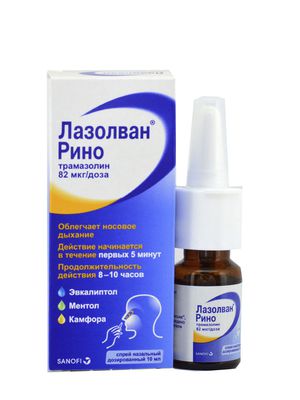 Лазолван®
Рино
трамазолин
82 мкг/доза
Облегчает носовое
дыхание
Действие начинается
в течение первых 5 минут
Продолжительность
действия 8–10 часов
Эвкалиптол
Ментол
Камфора
SANOFI
спрей назальный
дозированный 10 мл
Лазолван®
Рино
трамазолин
82 мкг/доза
SANOFI